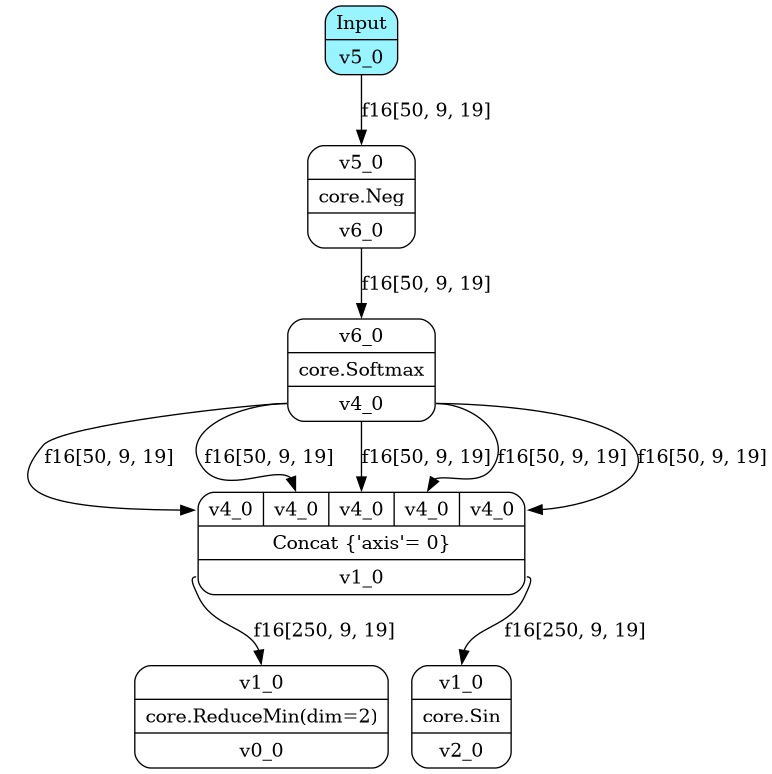 Input
v5_0
f16[50, 9, 19]
v5_0
core.Neg
v6_0
f16[50, 9, 19]
v6_0
core.Softmax
v4_0
f16[50, 9, 19] f16[50, 9, 19] f16[50, 9, 19] f16[50, 9, 19] f16[50, 9, 19]
v4_0 v4_0 v4_0 v4_0 v4_0
Concat {'axis'= 0}
v1_0
f16[250, 9, 19] f16[250, 9, 19]
v1_0 v1_0
core.ReduceMin(dim=2) core.Sin
v0_0 v2_0